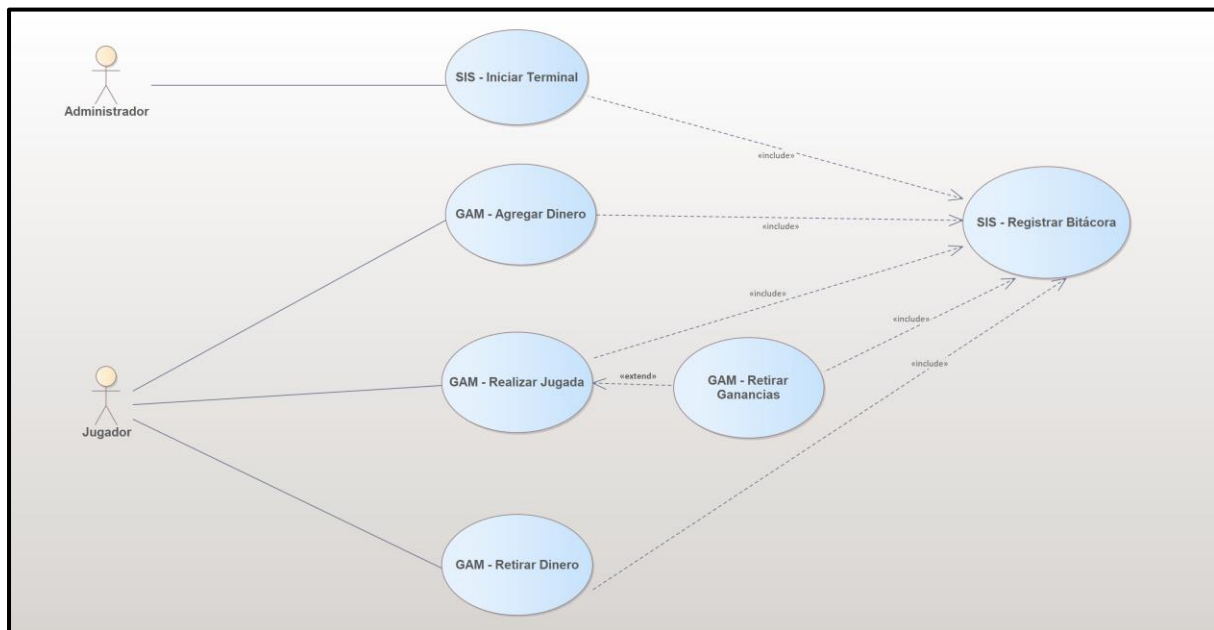 SIS - Iniciar Terminal
Administrador
«include»
GAM - Agregar Dinero
«include»
SIS - Registrar Bitácora
«include»
«include»
«include»
GAM - Realizar Jugada
«extend»
GAM - Retirar
Ganancias
Jugador
GAM - Retirar Dinero